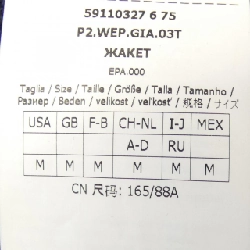 59110327 6 75
P2.WEP.GIA.03T
ЖАКЕТ
EPA.000
Taglia / Size / Taille / Größe / Talla / Tamanho /
Размер / Beden / velikost / veľkosť / 规格 / サイズ
USA GB F-B CH-NL I-J MEX
A-D RU
M M M M M M
CN 尺码: 165/88A